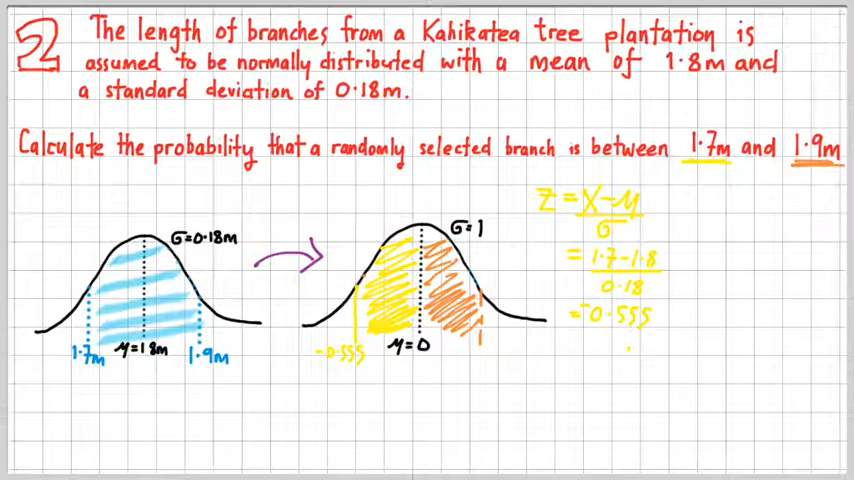 2 The length of branches from a Kahikatea tree plantation is
assumed to be normally distributed with a mean of 1.8m and
a standard deviation of 0.18m.
Calculate the probability that a randomly selected branch is between 1.7m and 1.9m
σ=0.18m
1.7m
μ=1.8m
1.9m
σ=1
-0.555
μ=0
Z = X-μ
σ
= 1.7-1.8
0.18
= -0.555